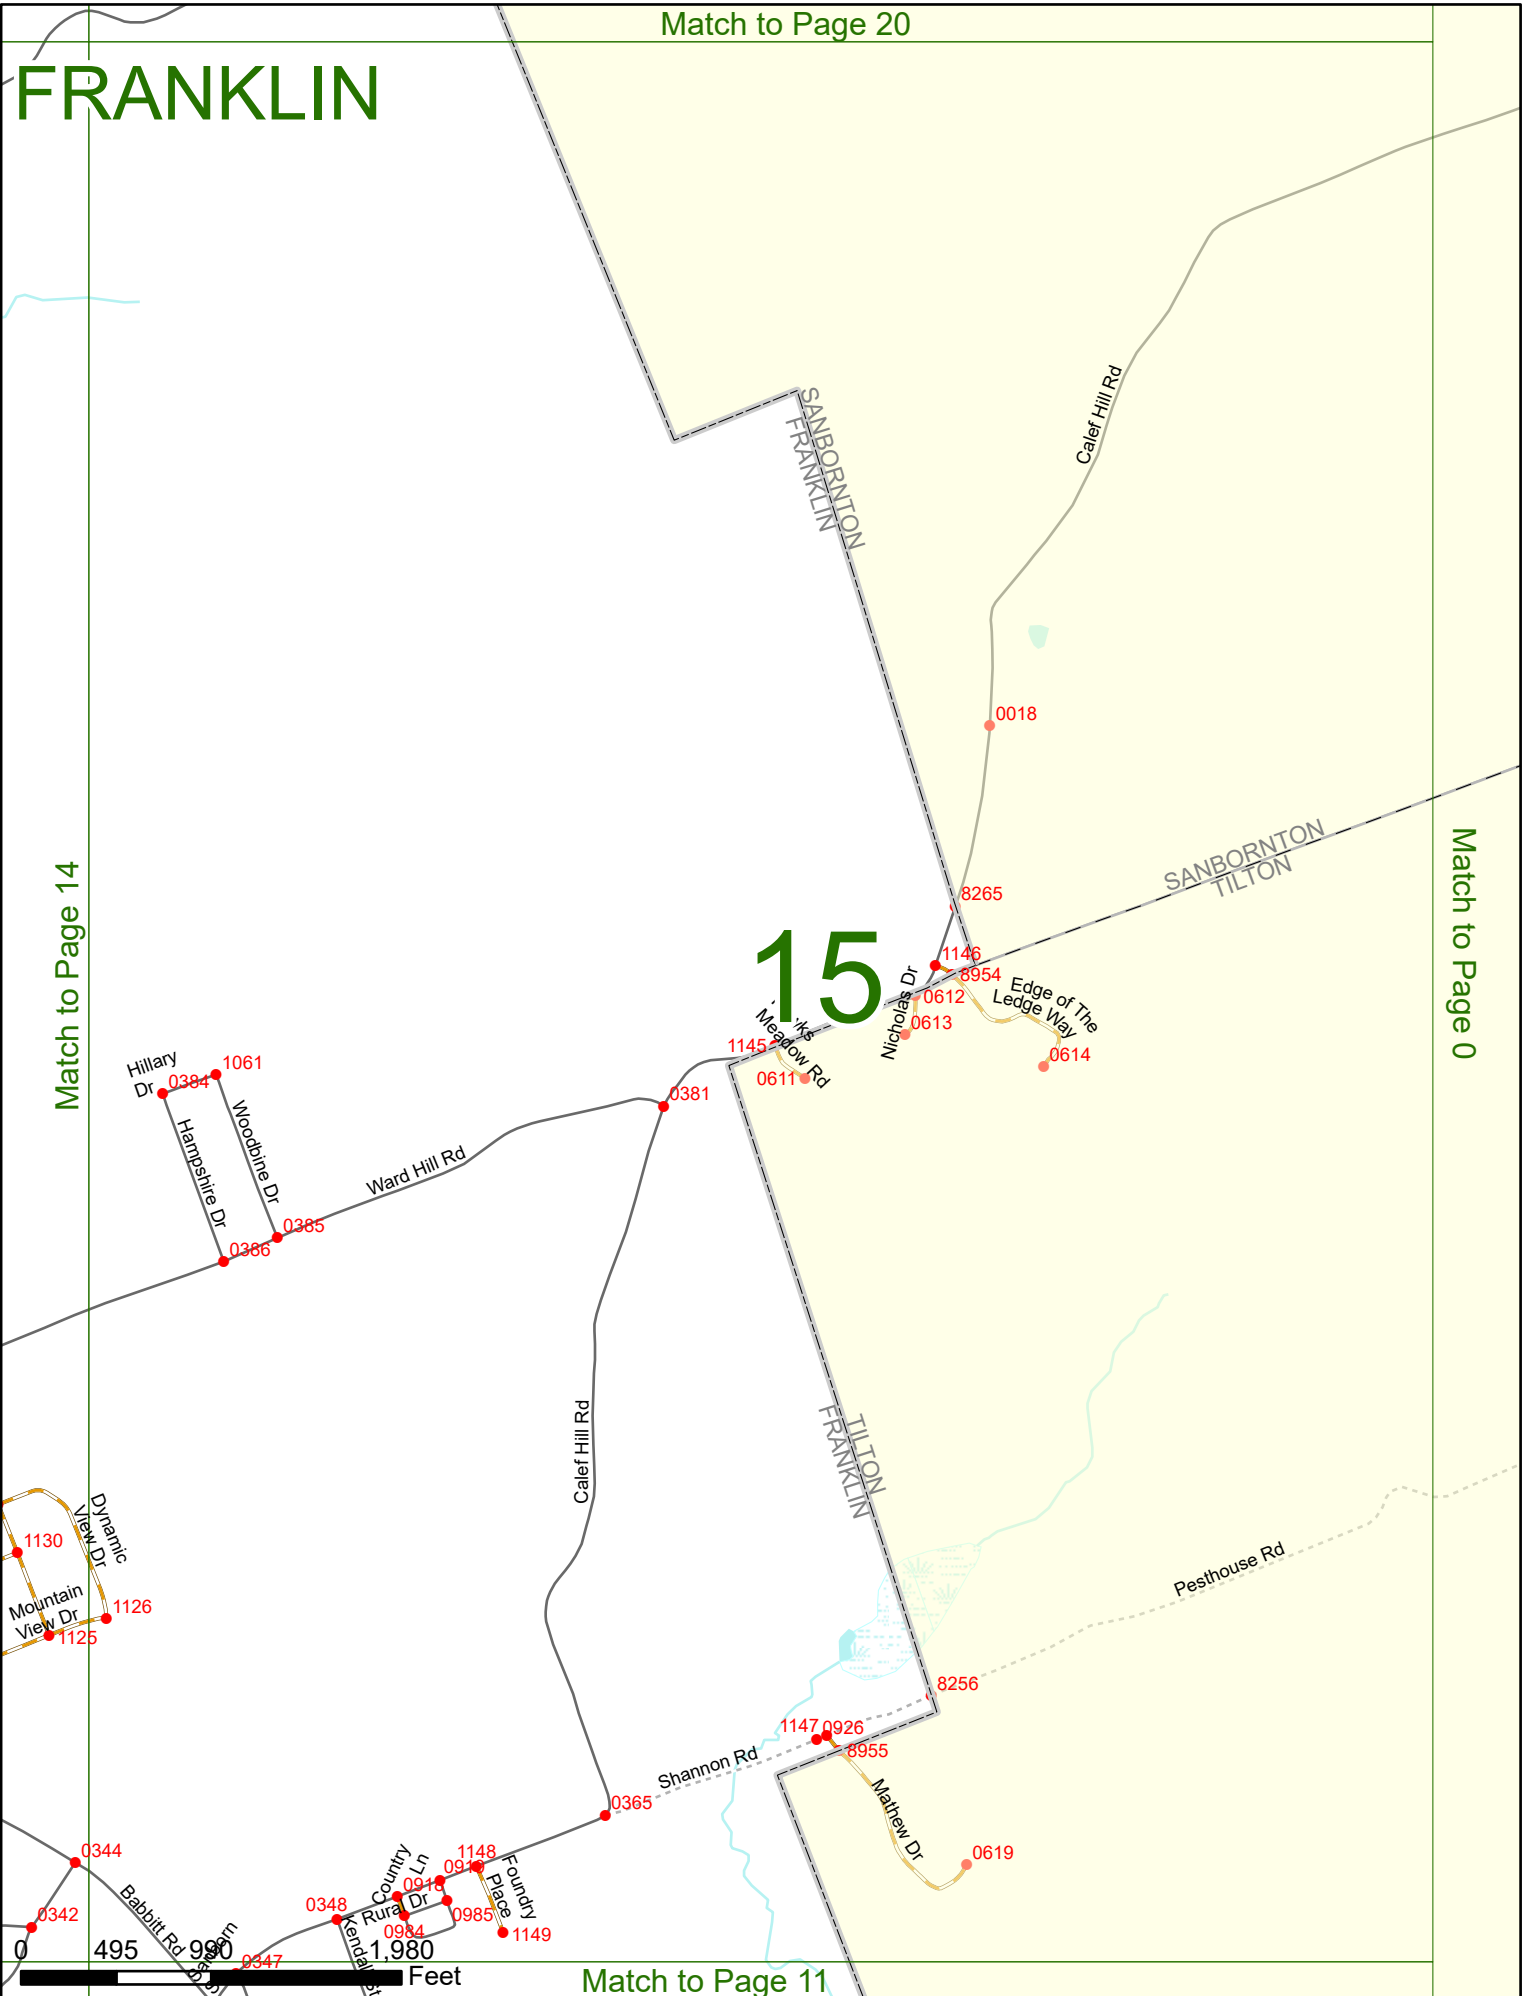 Match to Page 20
FRANKLIN
Calef Hill Rd
SANBORNTON
FRANKLIN
0018
SANBORNTON
TILTON
Match to Page 14
Match to Page 0
8265
15
1146
8954
Nicholas Dr
0612
Edge of The
Ledge Way
0613
0614
1145
Meadow Rd
0611
Hillary
Dr
0384
1061
0381
Hampshire Dr
Woodbine Dr
Ward Hill Rd
0385
0386
Calef Hill Rd
TILTON
FRANKLIN
Dynamic
View Dr
1130
Mountain
View Dr
1126
1125
Pesthouse Rd
8256
1147
0926
8955
Shannon Rd
0365
Mathew Dr
0619
0344
0342
Babbitt Rd
Country
Ln
1148
Foundry
Place
0918
0348
Rural Dr
0985
0984
1149
Kendall St
0347
0 495 990 1,980
Feet
Match to Page 11